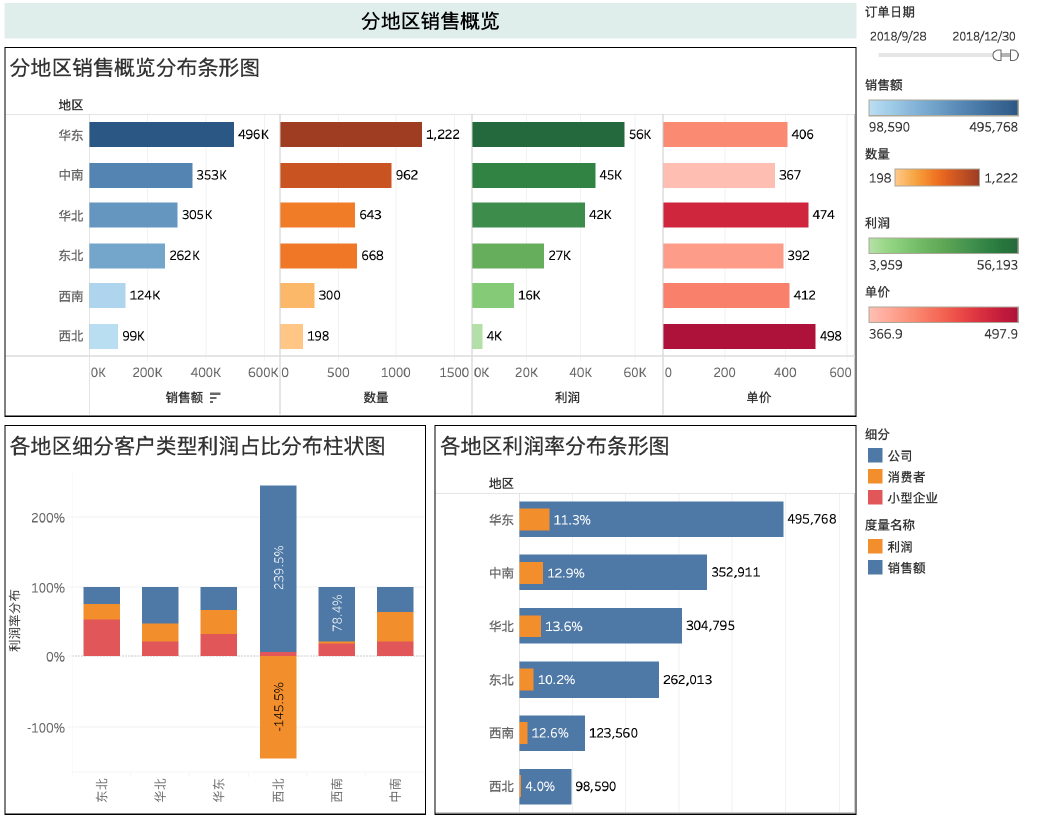 分地区销售概览
订单日期
2018/9/28 2018/12/30
分地区销售概览分布条形图
地区
华东 496K 1,222 56K 406
中南 353K 962 45K 367
华北 305K 643 42K 474
东北 262K 668 27K 392
西南 124K 300 16K 412
西北 99K 198 4K 498
0K 200K 400K 600K 0 500 1000 1500 0K 20K 40K 60K 0 200 400 600
销售额 数量 利润 单价
销售额
98,590 495,768
数量
198 1,222
利润
3,959 56,193
单价
366.9 497.9
各地区细分客户类型利润占比分布柱状图
利润率分布
200%
100%
0%
-100%
239.5%
78.4%
-145.5%
东北 华北 华东 西北 西南 中南
各地区利润率分布条形图
地区
华东 11.3% 495,768
中南 12.9% 352,911
华北 13.6% 304,795
东北 10.2% 262,013
西南 12.6% 123,560
西北 4.0% 98,590
细分
公司
消费者
小型企业
度量名称
利润
销售额